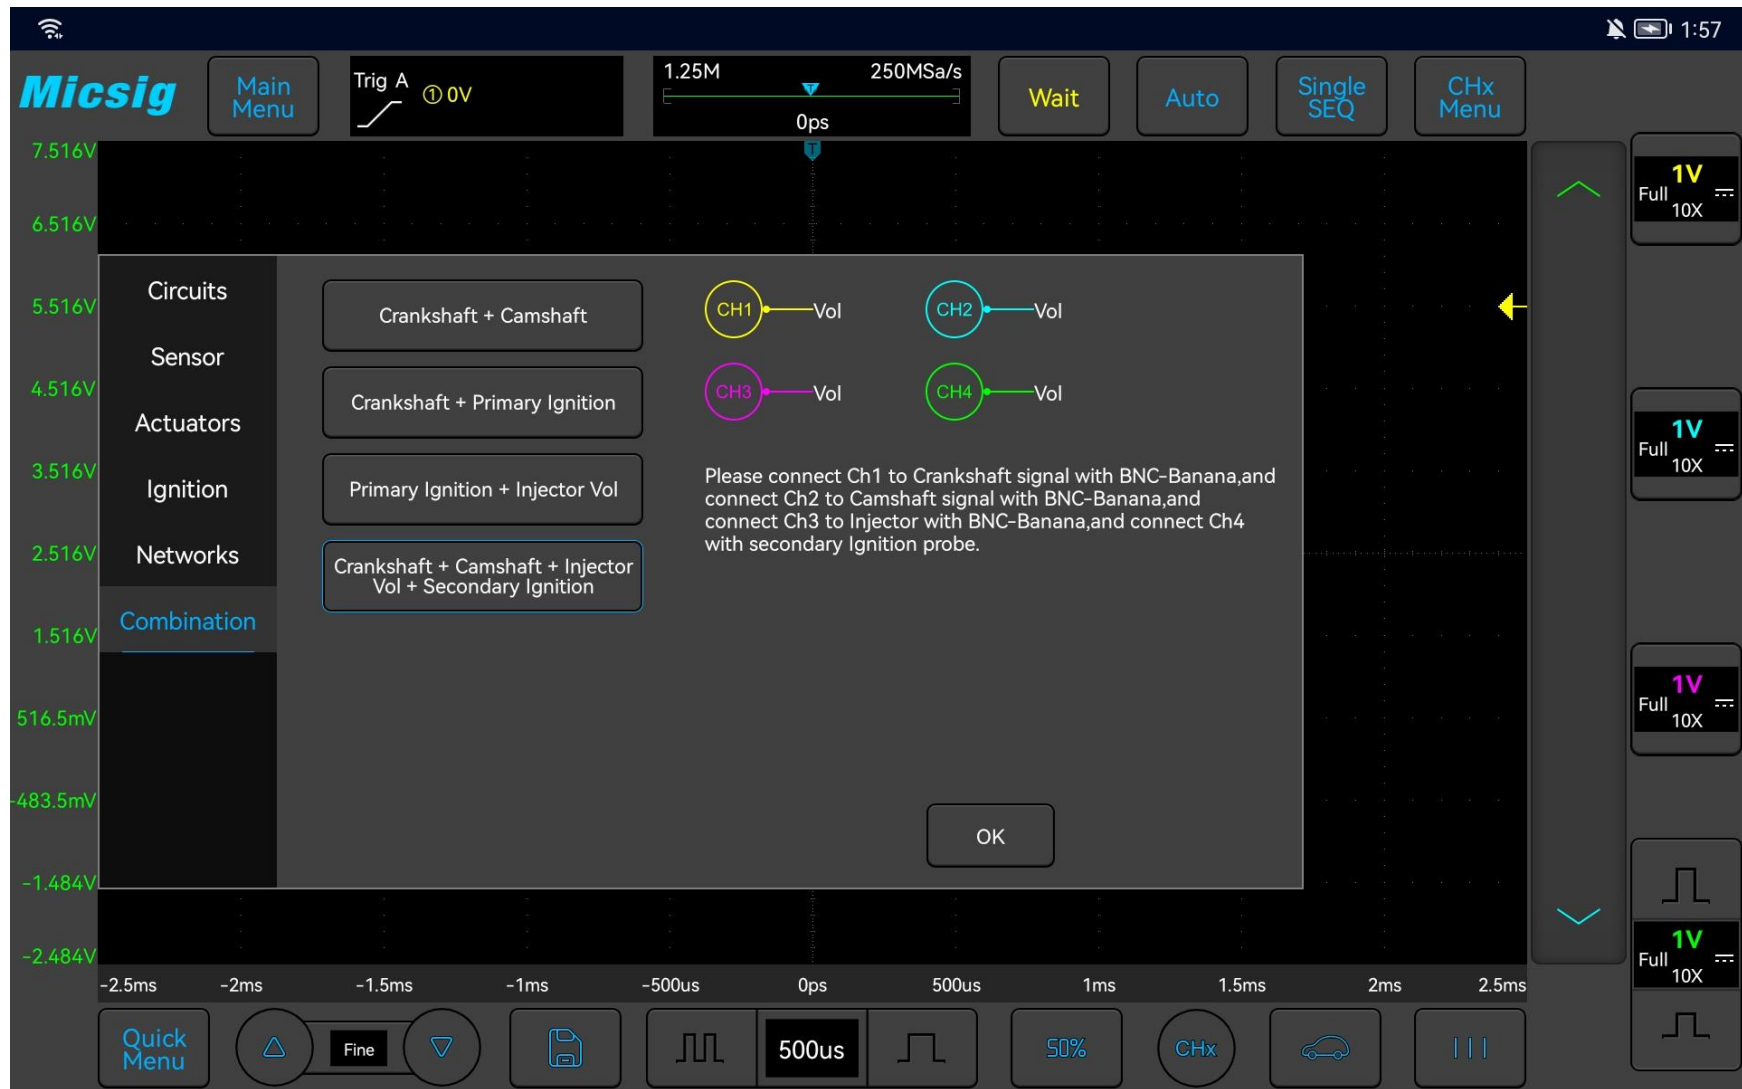 1:57
Micsig
Main
Menu
Trig A
① 0V
1.25M 250MSa/s
T
0ps
Wait
Auto
Single
SEQ
CHx
Menu
7.516V
6.516V
5.516V
4.516V
3.516V
2.516V
1.516V
516.5mV
-483.5mV
-1.484V
-2.484V
T
Circuits
Sensor
Actuators
Ignition
Networks
Combination
Crankshaft + Camshaft
Crankshaft + Primary Ignition
Primary Ignition + Injector Vol
Crankshaft + Camshaft + Injector
Vol + Secondary Ignition
CH1 Vol CH2 Vol
CH3 Vol CH4 Vol
Please connect Ch1 to Crankshaft signal with BNC-Banana,and
connect Ch2 to Camshaft signal with BNC-Banana,and
connect Ch3 to Injector with BNC-Banana,and connect Ch4
with secondary Ignition probe.
OK
1V
Full
10X
1V
Full
10X
1V
Full
10X
1V
Full
10X
-2.5ms -2ms -1.5ms -1ms -500us 0ps 500us 1ms 1.5ms 2ms 2.5ms
Quick
Menu
Fine
500us
50%
CHx